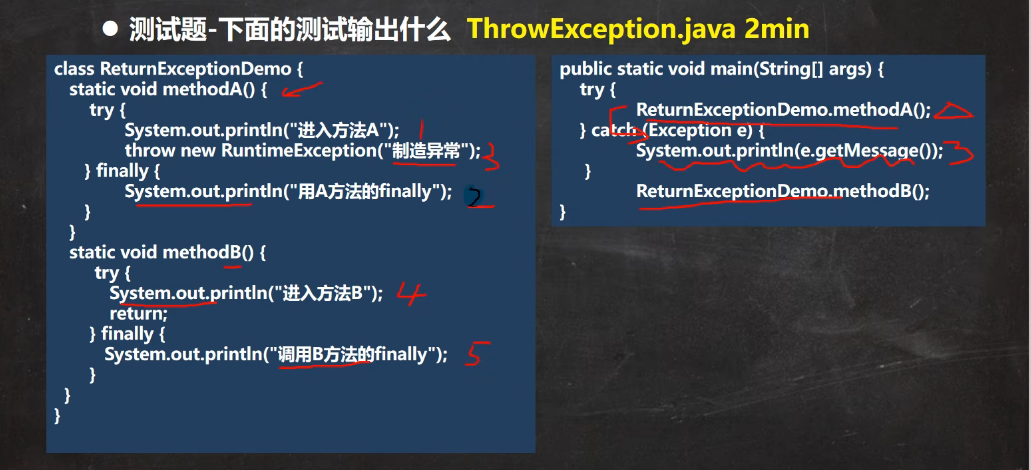 ● 测试题-下面的测试输出什么 ThrowException.java 2min
class ReturnExceptionDemo {
static void methodA() {
try {
System.out.println("进入方法A"); 1
throw new RuntimeException("制造异常"); 3
} finally {
System.out.println("用A方法的finally"); 2
}
}
static void methodB() {
try {
System.out.println("进入方法B"); 4
return;
} finally {
System.out.println("调用B方法的finally"); 5
}
}
}
public static void main(String[] args) {
try {
ReturnExceptionDemo.methodA();
} catch (Exception e) {
System.out.println(e.getMessage()); 3
}
ReturnExceptionDemo.methodB();
}